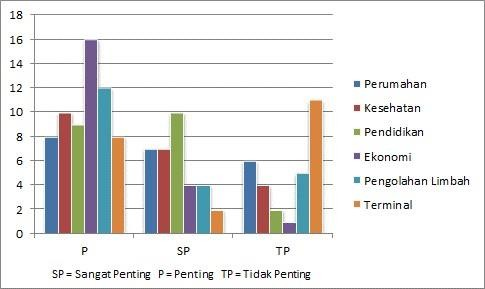 18
16
14
12
10
8
6
4
2
0
P SP TP
SP = Sangat Penting P = Penting TP = Tidak Penting
Perumahan
Kesehatan
Pendidikan
Ekonomi
Pengolahan Limbah
Terminal